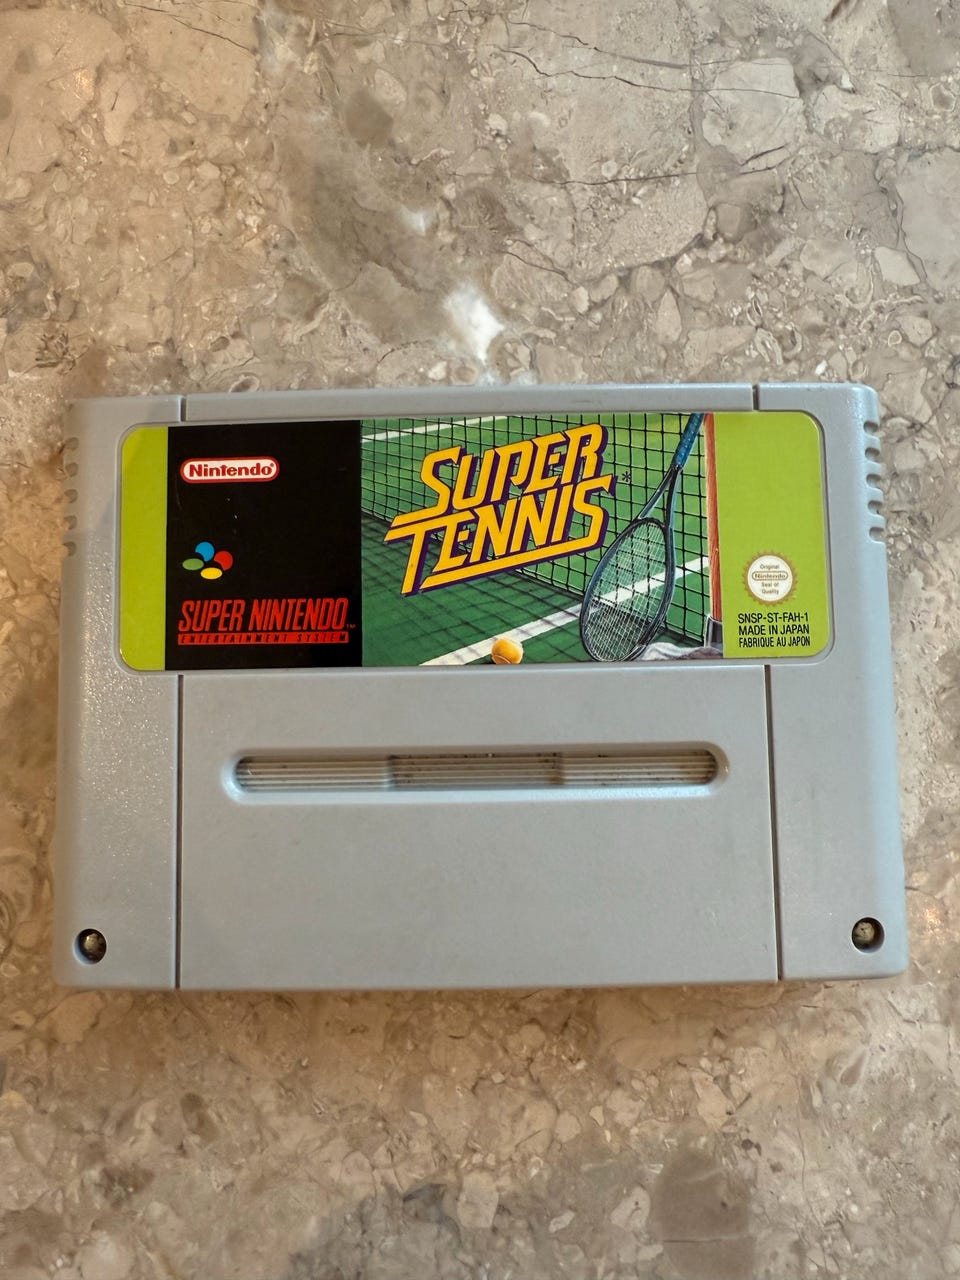 Nintendo®
SUPER NINTENDO™
ENTERTAINMENT SYSTEM
SUPER
TENNIS*
Original
Nintendo
Seal of
Quality
SNSP-ST-FAH-1
MADE IN JAPAN
FABRIQUE AU JAPON